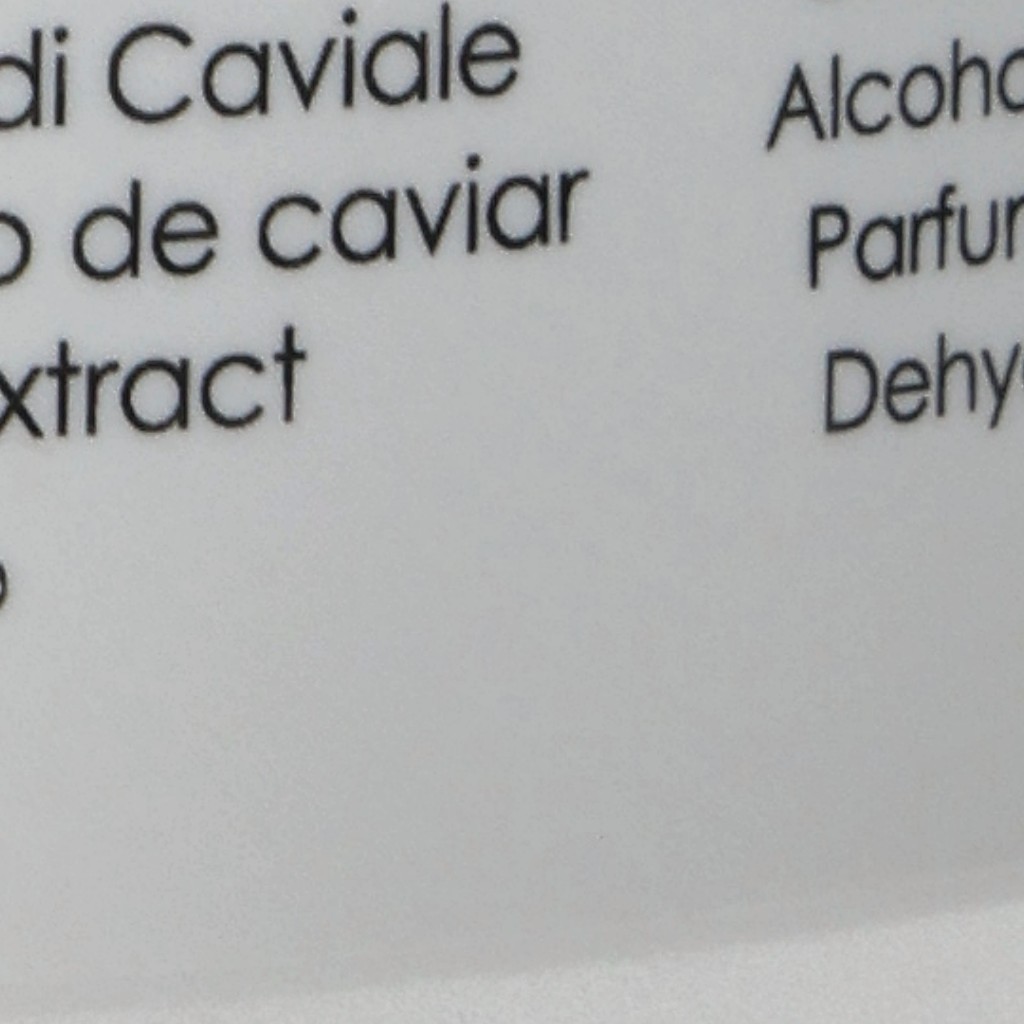 di Caviale
de caviar
xtract
Alcoho
Parfur
Dehy